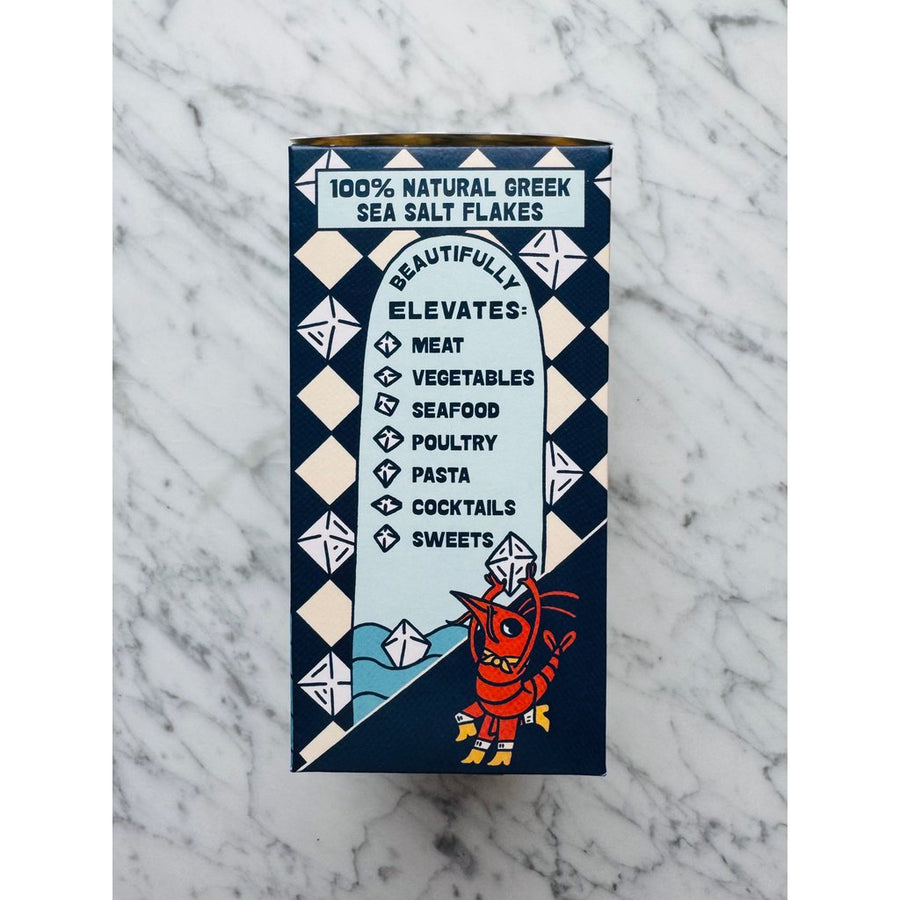 100% NATURAL GREEK
SEA SALT FLAKES
BEAUTIFULLY
ELEVATES:
MEAT
VEGETABLES
SEAFOOD
POULTRY
PASTA
COCKTAILS
SWEETS